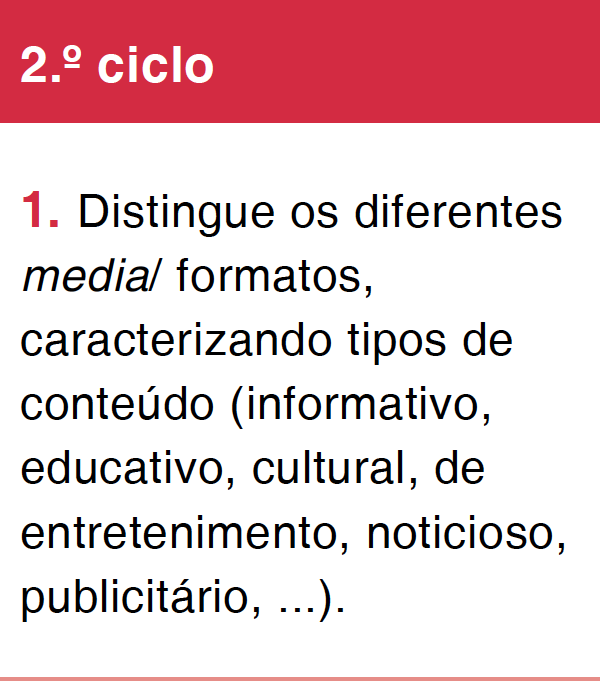 2.º ciclo
1. Distingue os diferentes
media/ formatos,
caracterizando tipos de
conteúdo (informativo,
educativo, cultural, de
entretenimento, noticioso,
publicitário, ...).